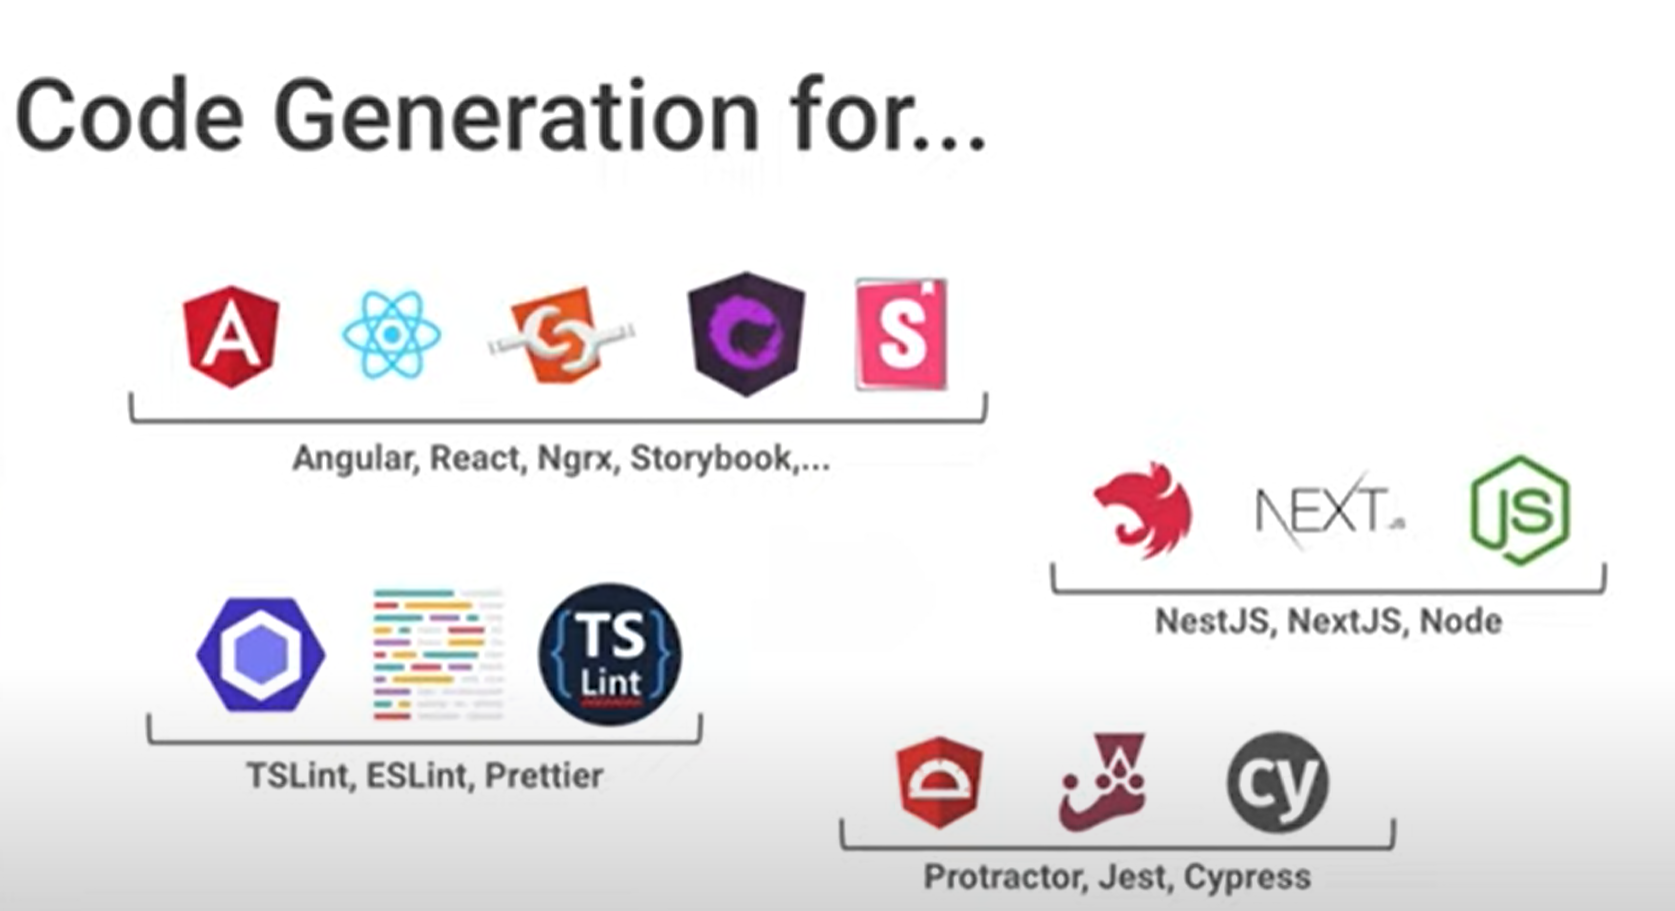 Code Generation for...
Angular, React, Ngrx, Storybook,...
NEXT.JS
JS
NestJS, NextJS, Node
TS
Lint
TSLint, ESLint, Prettier
cy
Protractor, Jest, Cypress